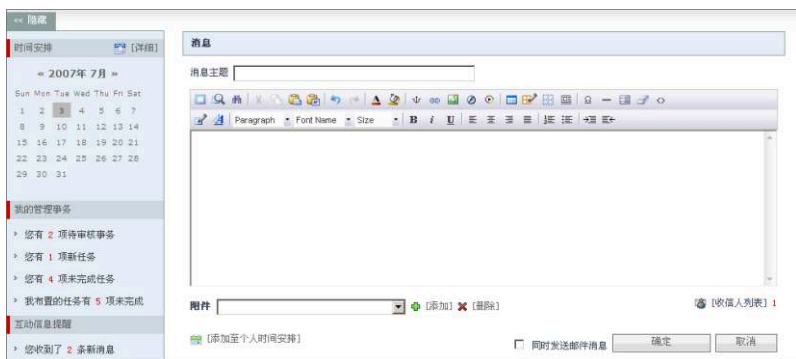 << 隐藏
时间安排 [详细]
« 2007年 7月 »
Sun Mon Tue Wed Thu Fri Sat
1 2 3 4 5 6 7
8 9 10 11 12 13 14
15 16 17 18 19 20 21
22 23 24 25 26 27 28
29 30 31
我的管理事务
您有 2 项待审核事务
您有 1 项新任务
您有 4 项未完成任务
我布置的任务有 5 项未完成
互动信息提醒
您收到了 2 条新消息
消息
消息主题
Paragraph Font Name Size B i U
附件 [添加] [删除] [收信人列表] 1
[添加至个人时间安排] 同时发送邮件消息 确定 取消